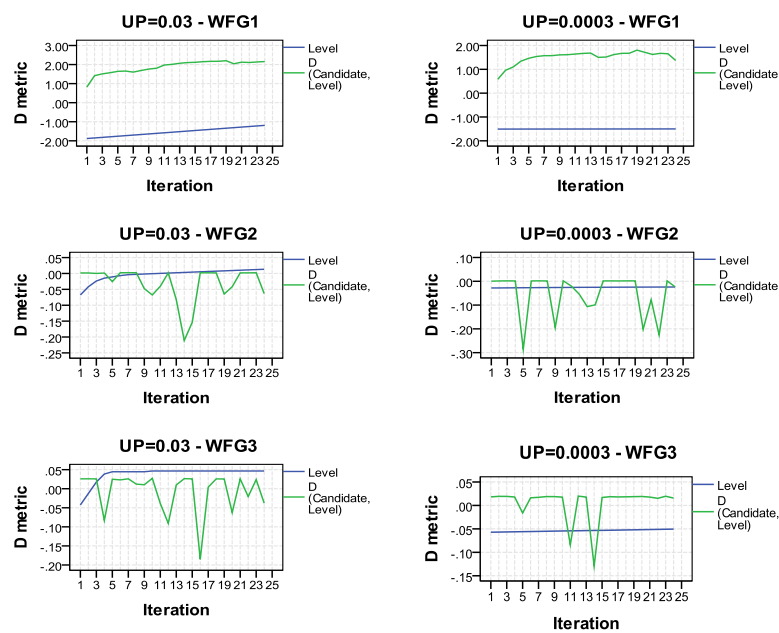 UP=0.03 - WFG1
D metric
3.00
2.00
1.00
.00
-1.00
-2.00
1 3 5 7 9 11 13 15 17 19 21 23 25
Iteration
Level
D
(Candidate,
Level)
UP=0.0003 - WFG1
D metric
2.00
1.00
.00
-1.00
-2.00
1 3 5 7 9 11 13 15 17 19 21 23 25
Iteration
Level
D
(Candidate
Level)
UP=0.03 - WFG2
D metric
.05
.00
-.05
-.10
-.15
-.20
-.25
1 3 5 7 9 11 13 15 17 19 21 23 25
Iteration
Level
D
(Candidate,
Level)
UP=0.0003 - WFG2
D metric
.10
.00
-.10
-.20
-.30
1 3 5 7 9 11 13 15 17 19 21 23 25
Iteration
Level
D
(Candidate
Level)
UP=0.03 - WFG3
D metric
.05
.00
-.05
-.10
-.15
-.20
1 3 5 7 9 11 13 15 17 19 21 23 25
Iteration
Level
D
(Candidate,
Level)
UP=0.0003 - WFG3
D metric
.05
.00
-.05
-.10
-.15
1 3 5 7 9 11 13 15 17 19 21 23 25
Iteration
Level
D
(Candidate,
Level)